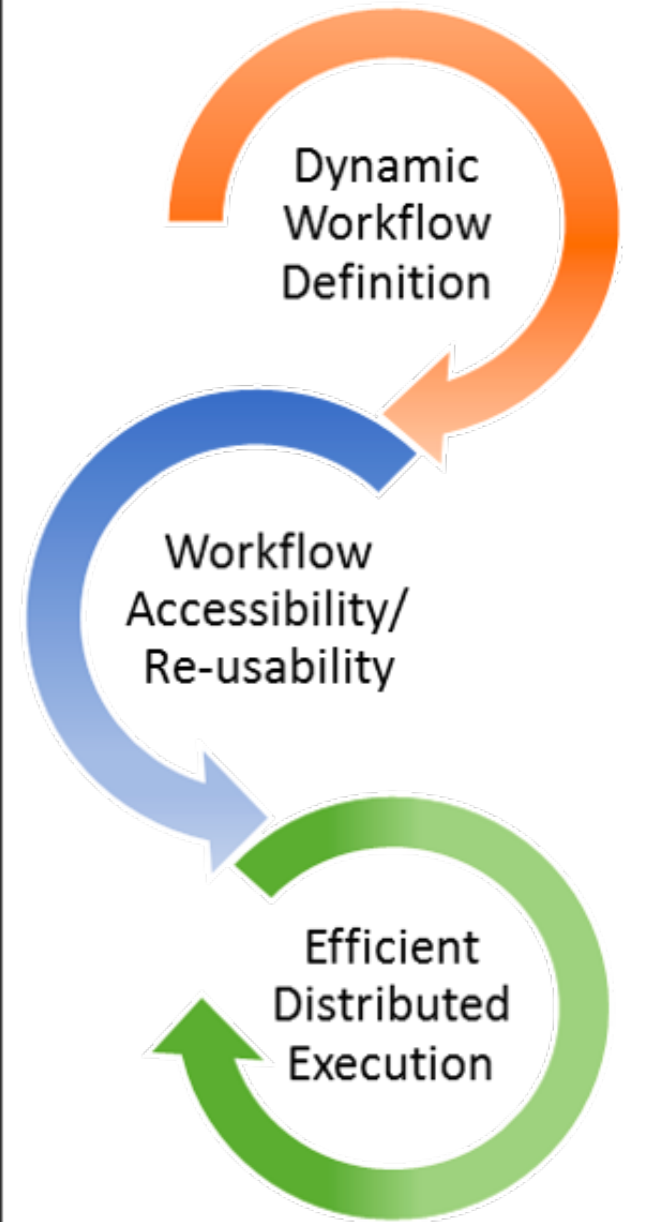 Dynamic
Workflow
Definition
Workflow
Accessibility/
Re-usability
Efficient
Distributed
Execution